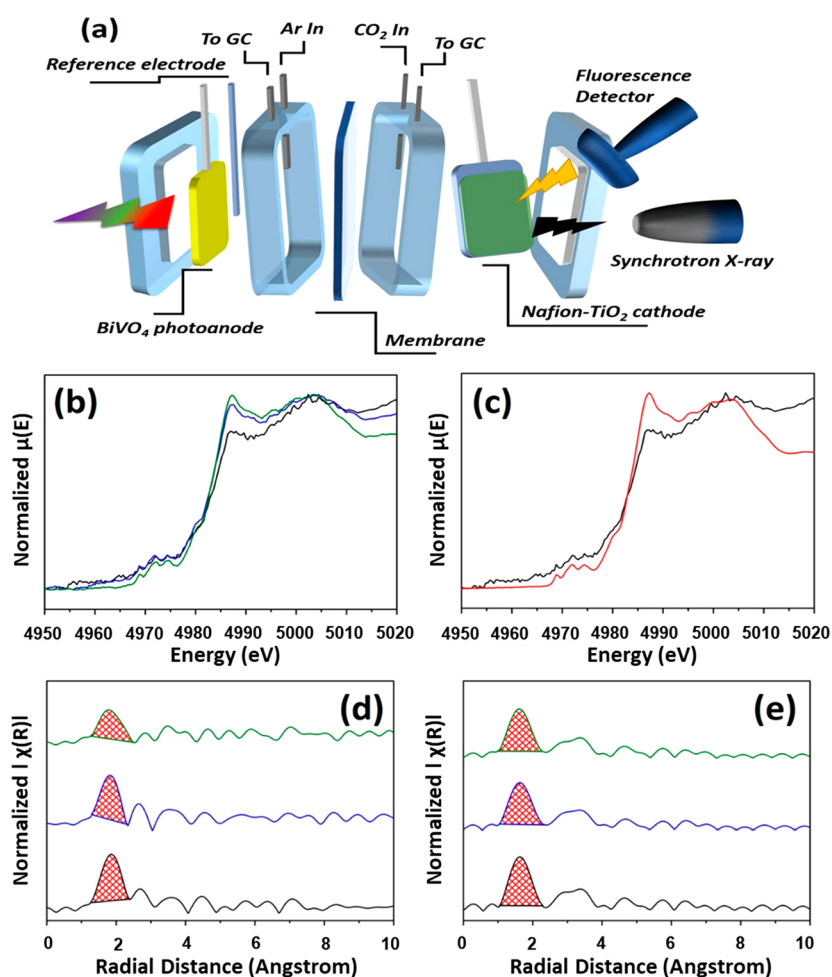 (a)
To GC
Ar In
CO₂ In
To GC
Reference electrode
Fluorescence
Detector
Synchrotron X-ray
BiVO₄ photoanode
Membrane
Nafion-TiO₂ cathode
(b)
Normalized μ(E)
4950 4960 4970 4980 4990 5000 5010 5020
Energy (eV)
(c)
Normalized μ(E)
4950 4960 4970 4980 4990 5000 5010 5020
Energy (eV)
(d)
Normalized | χ(R)|
0 2 4 6 8 10
Radial Distance (Angstrom)
(e)
Normalized | χ(R)|
0 2 4 6 8 10
Radial Distance (Angstrom)